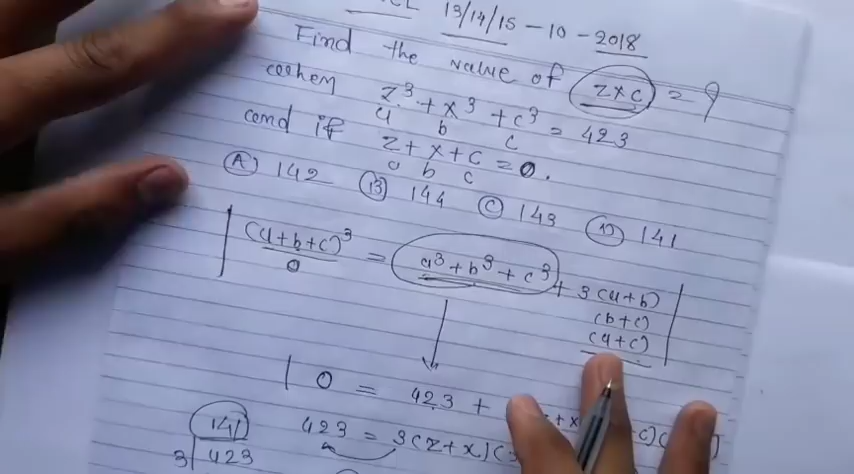 13/14/15-10-2018
Find the value of zxc = ?
z³ + x³ + c³ = 423
a b c
and if z + x + c = 0.
a b c
(A) 142 (B) 144 (C) 143 (D) 141
(a+b+c)³ = a³+b³+c³ + 3(a+b)
0
(b+c)
(a+c)
0 = 423 +
141
423 = 3(z+x)(
3 423